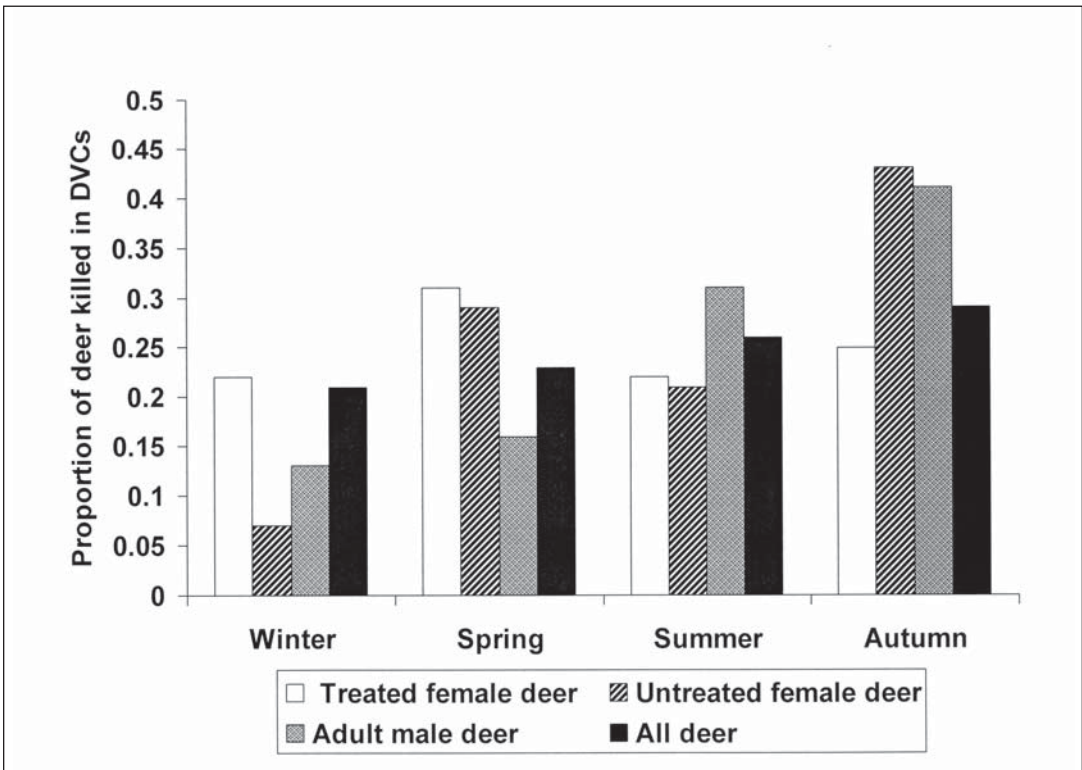 Proportion of deer killed in DVCs
0.5
0.45
0.4
0.35
0.3
0.25
0.2
0.15
0.1
0.05
0
Winter Spring Summer Autumn
Treated female deer Untreated female deer
Adult male deer All deer